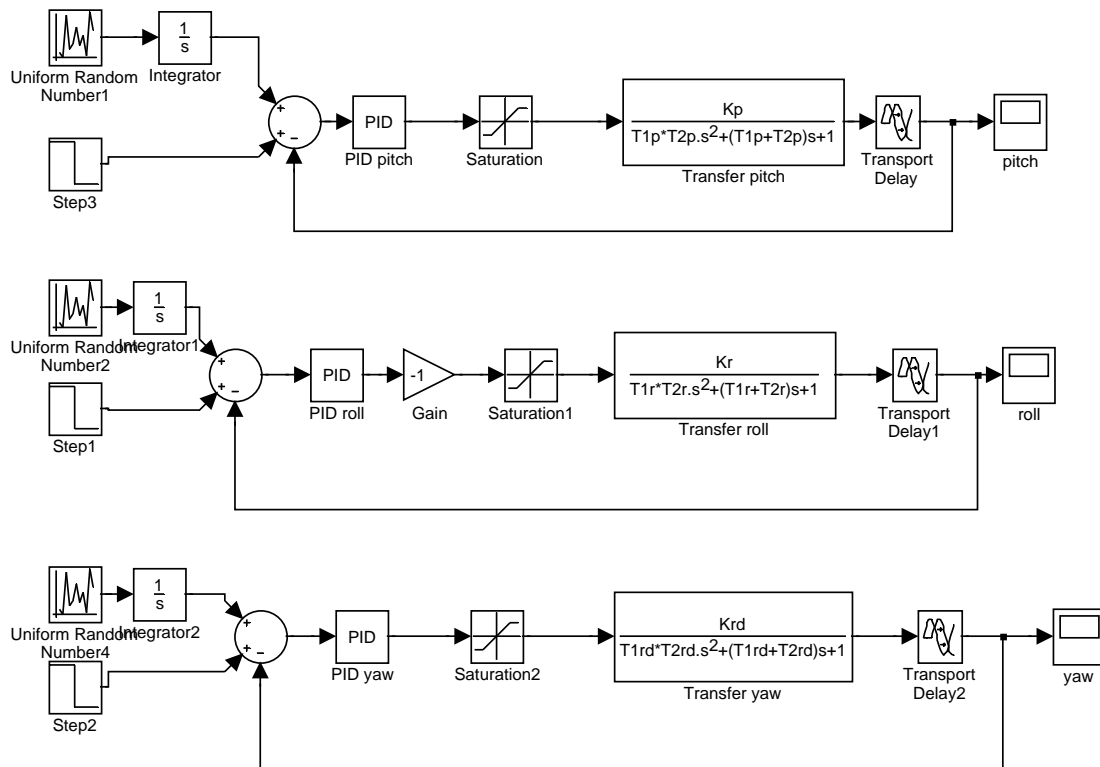 1
s
Uniform Random
Number1
Integrator
Step3
+
+
−
PID
PID pitch
Saturation
Kp
T1p*T2p.s2+(T1p+T2p)s+1
Transfer pitch
Transport
Delay
pitch
1
s
Uniform Random
Number2
Integrator1
Step1
+
+
−
PID
PID roll
-1
Gain
Saturation1
Kr
T1r*T2r.s2+(T1r+T2r)s+1
Transfer roll
Transport
Delay1
roll
1
s
Uniform Random
Number4
Integrator2
Step2
+
+
−
PID
PID yaw
Saturation2
Krd
T1rd*T2rd.s2+(T1rd+T2rd)s+1
Transfer yaw
Transport
Delay2
yaw